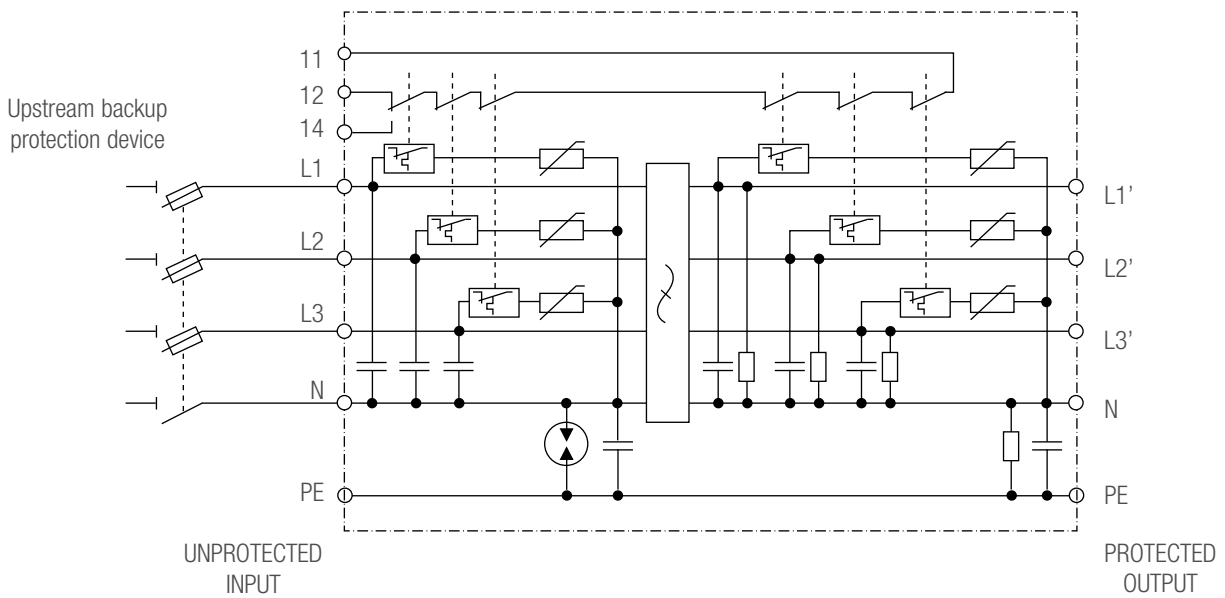 11
12
14
Upstream backup
protection device
L1
L1’
L2
L2’
L3
L3’
N
N
PE
PE
UNPROTECTED
INPUT
PROTECTED
OUTPUT